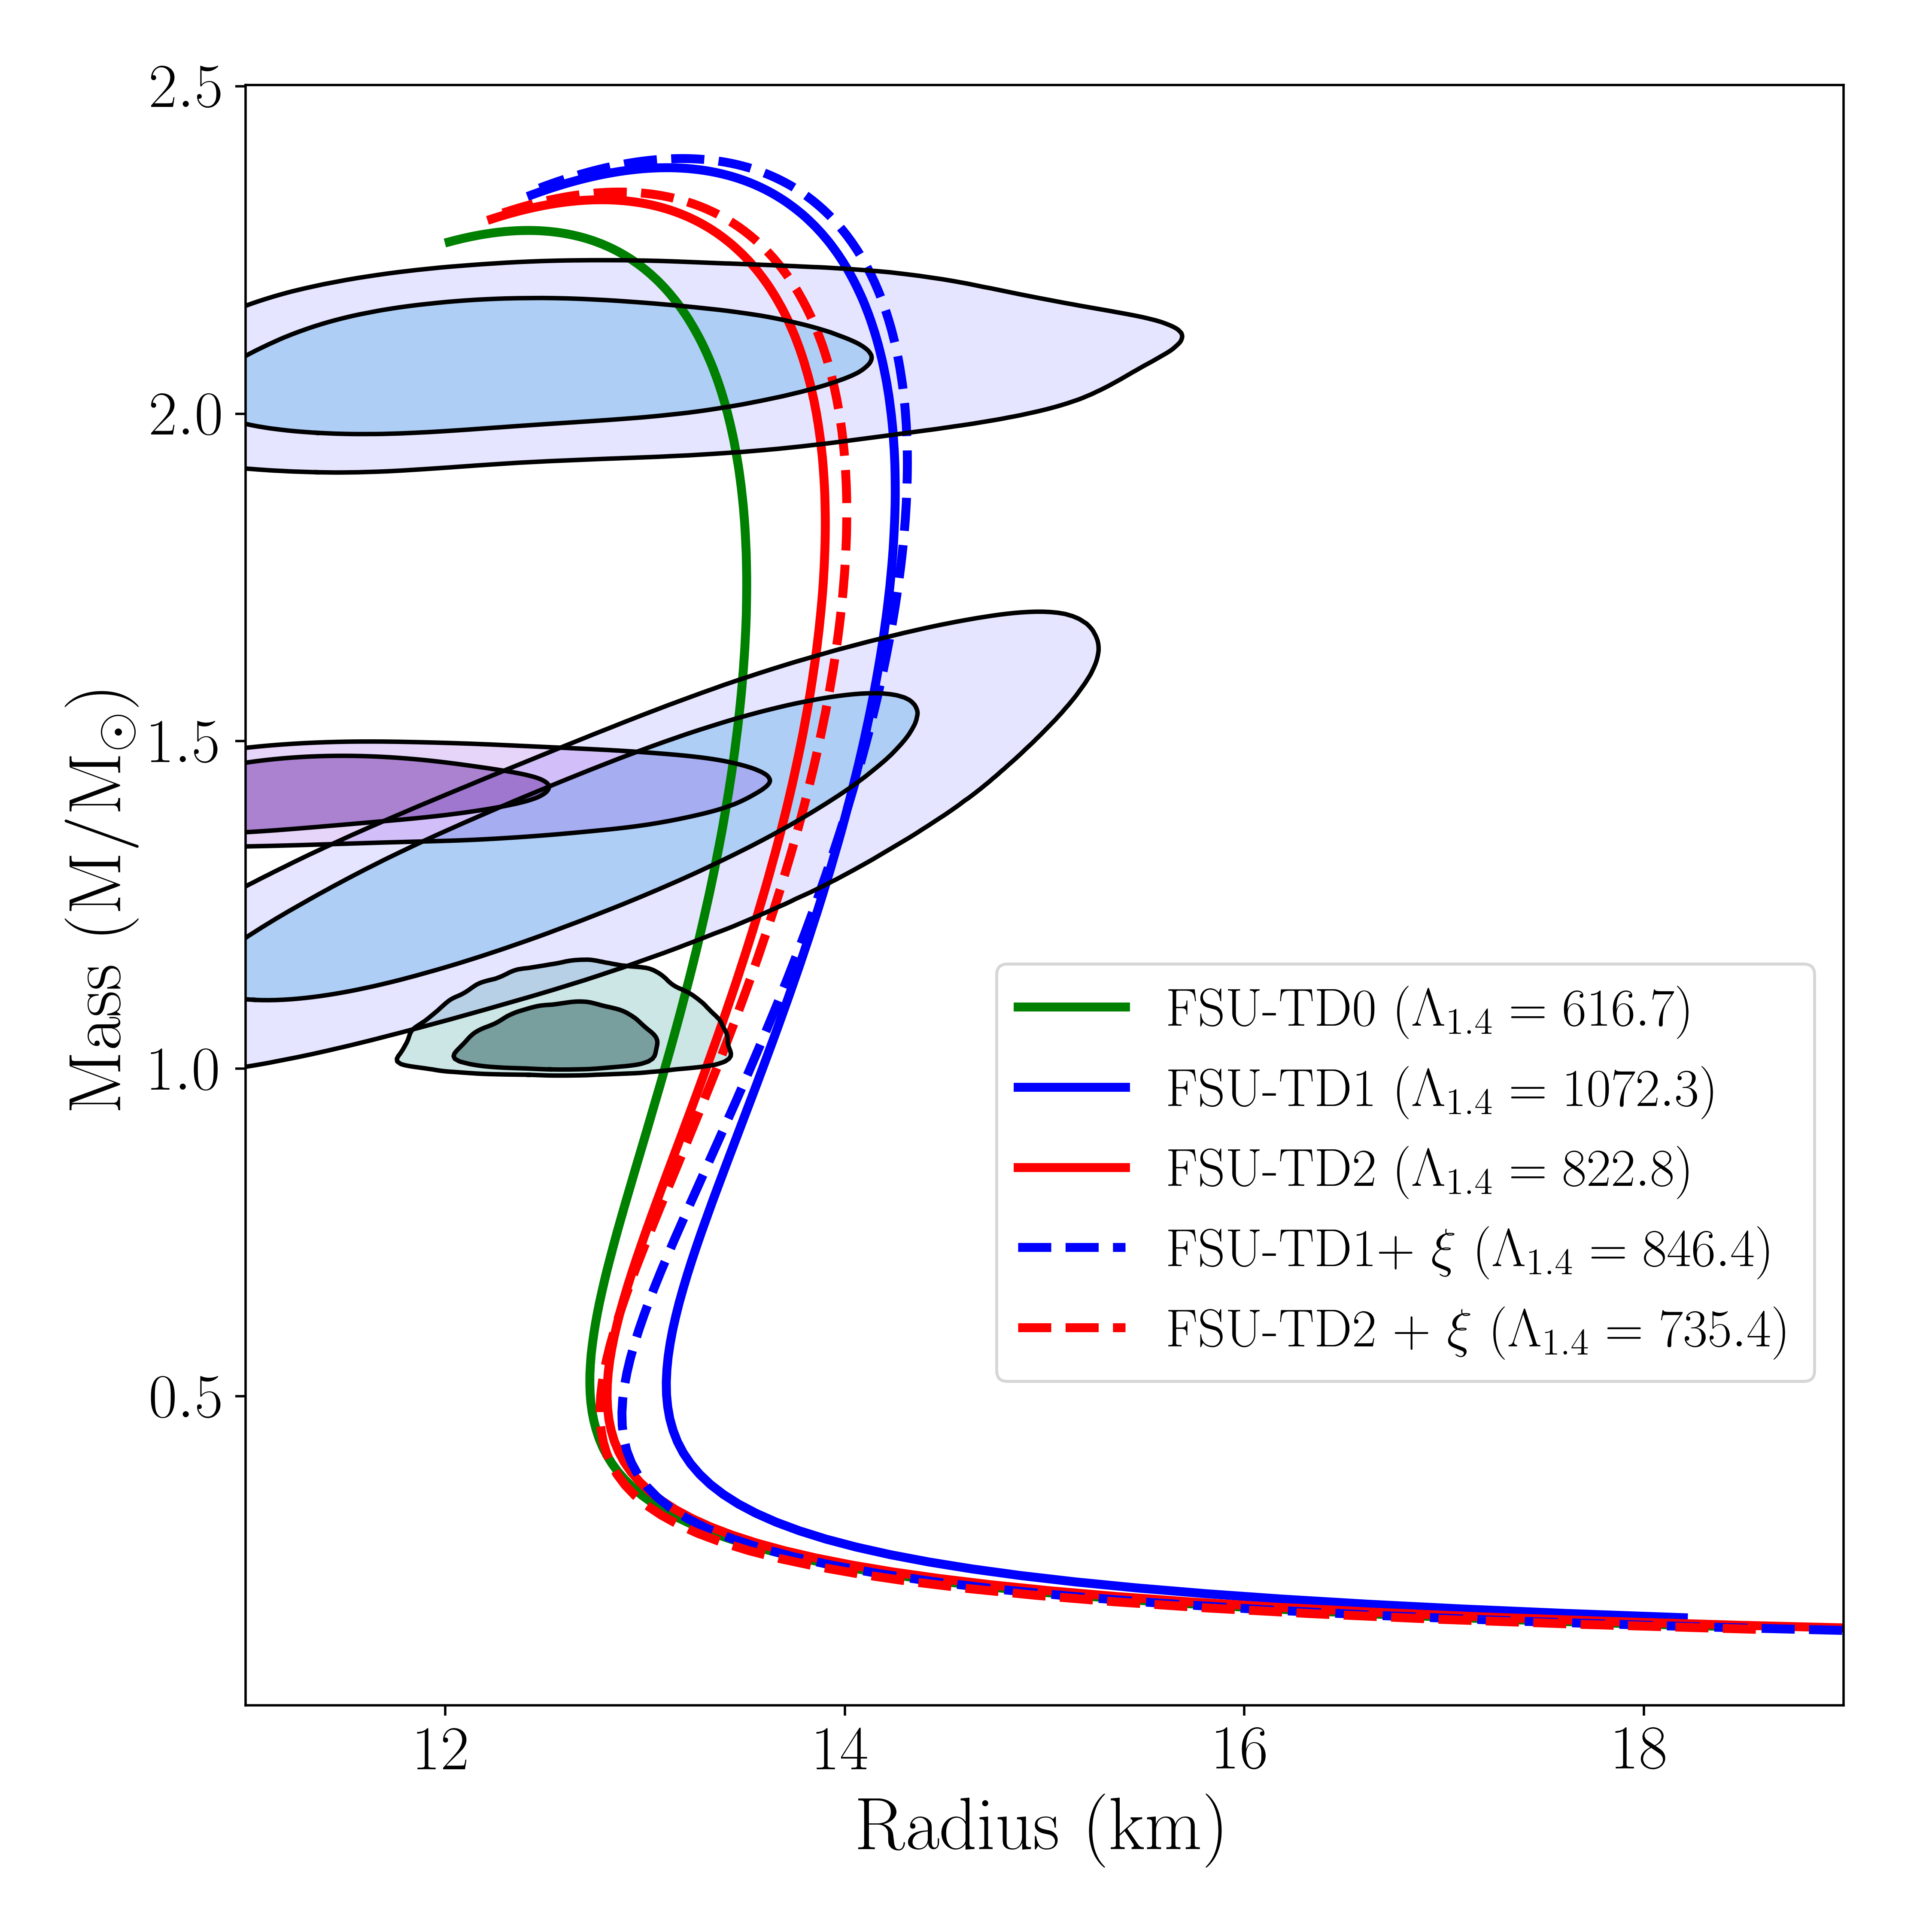 2.5
2.0
1.5
1.0
0.5
Mass (M/M☉)
FSU-TD0 (Λ1.4 = 616.7)
FSU-TD1 (Λ1.4 = 1072.3)
FSU-TD2 (Λ1.4 = 822.8)
FSU-TD1+ ξ (Λ1.4 = 846.4)
FSU-TD2 + ξ (Λ1.4 = 735.4)
12 14 16 18
Radius (km)